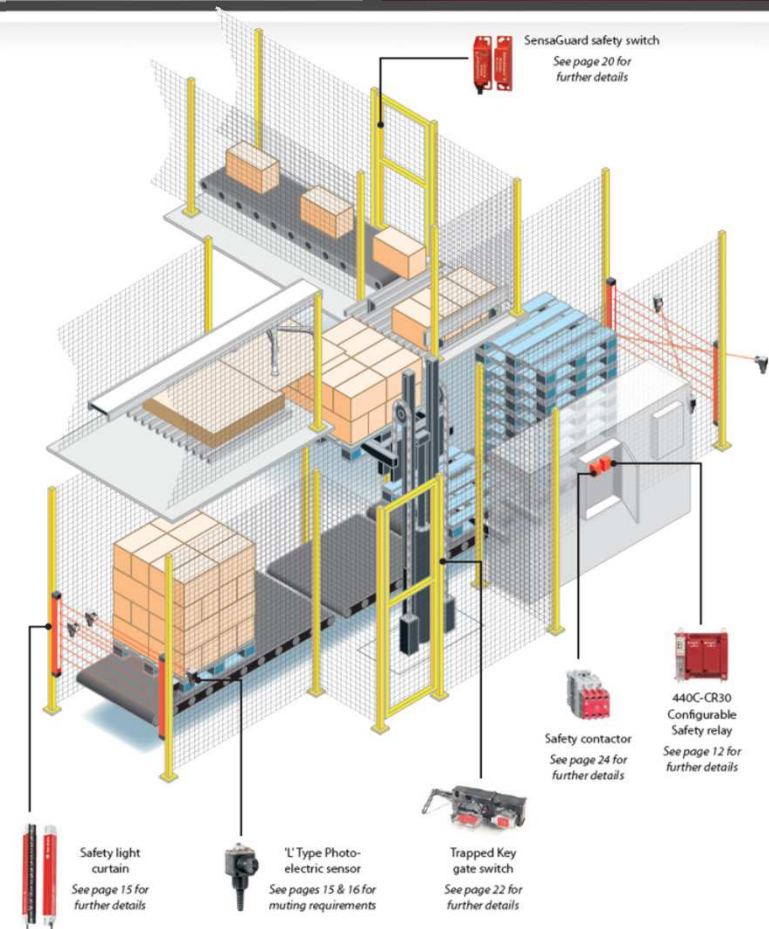 SensaGuard safety switch
See page 20 for
further details
440C-CR30
Configurable
Safety relay
See page 12 for
further details
Safety contactor
See page 24 for
further details
Safety light
curtain
See page 15 for
further details
'L' Type Photo-
electric sensor
See pages 15 & 16 for
muting requirements
Trapped Key
gate switch
See page 22 for
further details